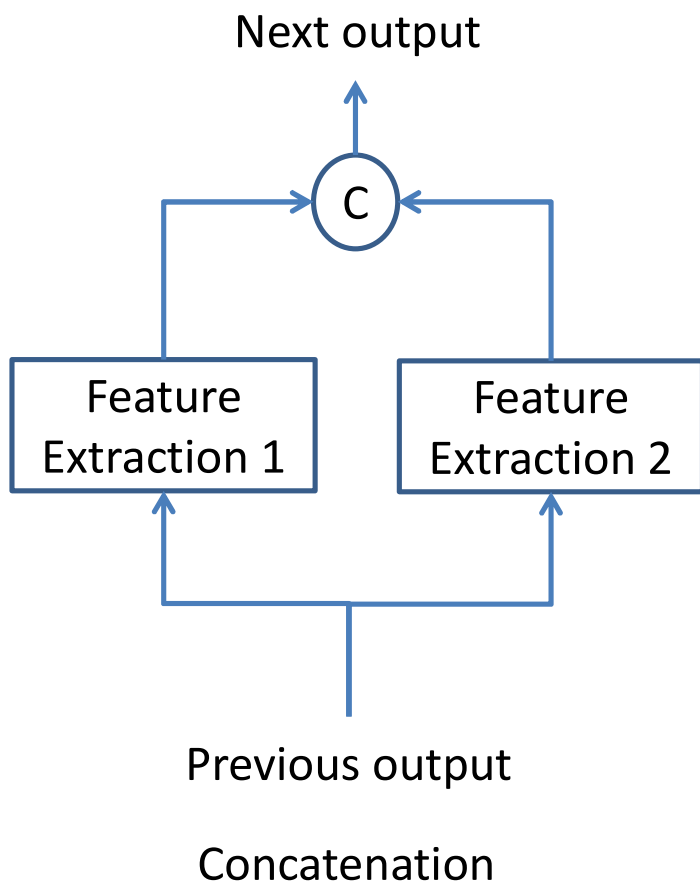 Next output
C
Feature
Extraction 1
Feature
Extraction 2
Previous output
Concatenation